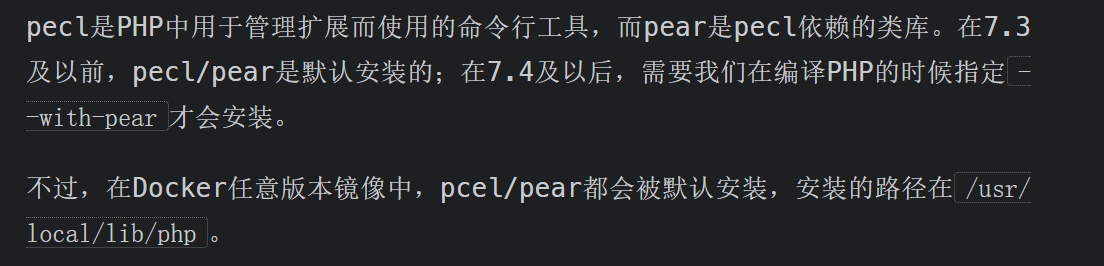 pecl是PHP中用于管理扩展而使用的命令行工具，而pear是pecl依赖的类库。在7.3
及以前，pecl/pear是默认安装的；在7.4及以后，需要我们在编译PHP的时候指定 -
-with-pear 才会安装。
不过，在Docker任意版本镜像中，pcel/pear都会被默认安装，安装的路径在 /usr/
local/lib/php 。